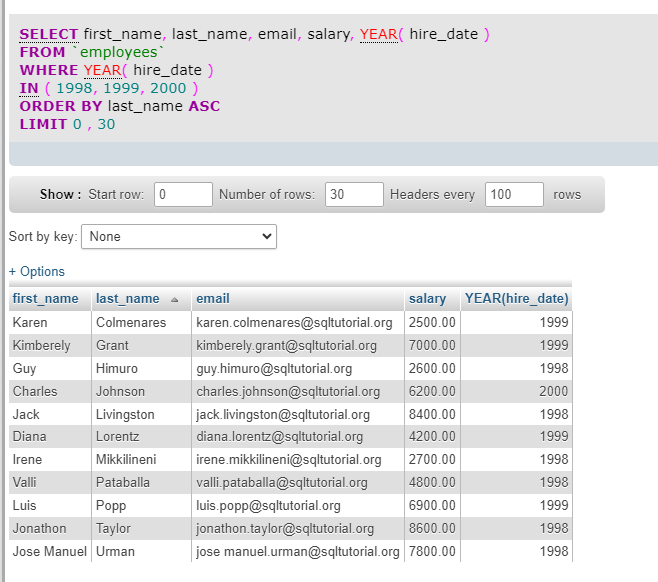 SELECT first_name, last_name, email, salary, YEAR( hire_date )
FROM `employees`
WHERE YEAR( hire_date )
IN ( 1998, 1999, 2000 )
ORDER BY last_name ASC
LIMIT 0 , 30
Show : Start row: 0 Number of rows: 30 Headers every 100 rows
Sort by key: None
+ Options
first_name last_name email salary YEAR(hire_date)
Karen Colmenares karen.colmenares@sqltutorial.org 2500.00 1999
Kimberely Grant kimberely.grant@sqltutorial.org 7000.00 1999
Guy Himuro guy.himuro@sqltutorial.org 2600.00 1998
Charles Johnson charles.johnson@sqltutorial.org 6200.00 2000
Jack Livingston jack.livingston@sqltutorial.org 8400.00 1998
Diana Lorentz diana.lorentz@sqltutorial.org 4200.00 1999
Irene Mikkilineni irene.mikkilineni@sqltutorial.org 2700.00 1998
Valli Pataballa valli.pataballa@sqltutorial.org 4800.00 1998
Luis Popp luis.popp@sqltutorial.org 6900.00 1999
Jonathon Taylor jonathon.taylor@sqltutorial.org 8600.00 1998
Jose Manuel Urman jose manuel.urman@sqltutorial.org 7800.00 1998